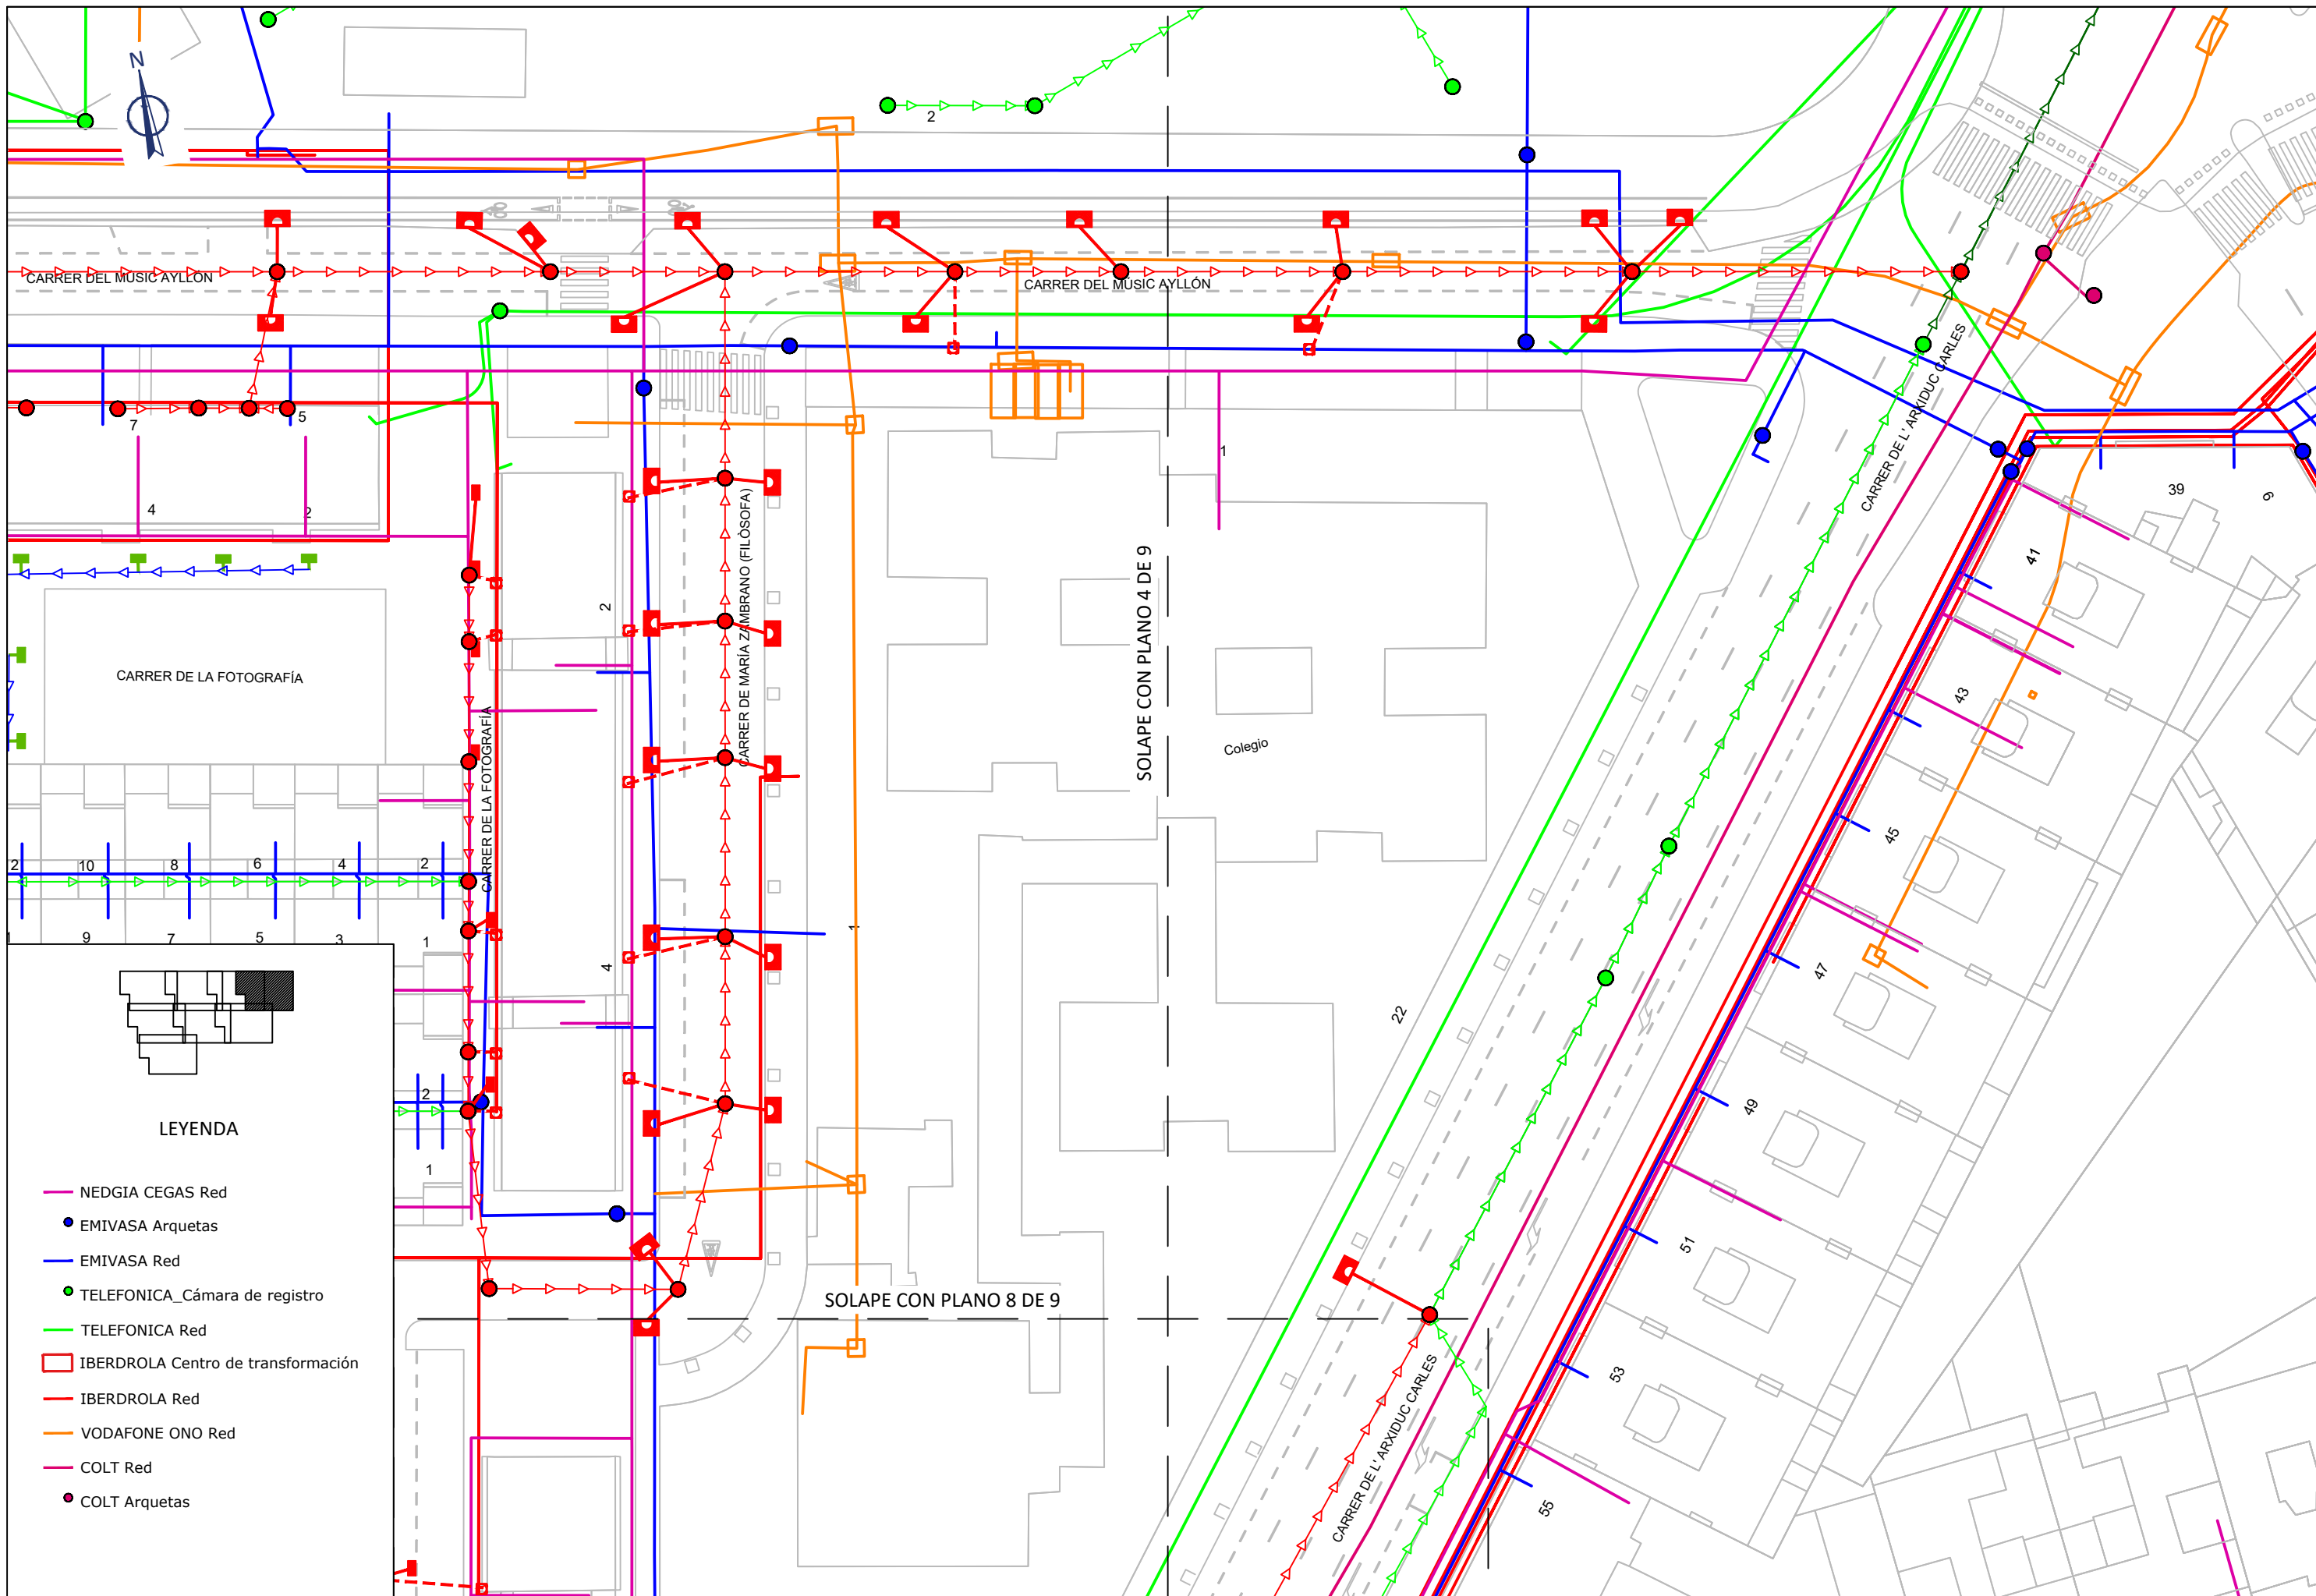 N
2
CARRER DEL MUSIC AYLLÓN
CARRER DEL MUSIC AYLLÓN
CARRER DE L' ARXIDUC CARLES
7
5
4
2
1
39
6
41
CARRER DE MARÍA ZAMBRANO (FILÒSOFA)
SOLAPE CON PLANO 4 DE 9
2
CARRER DE LA FOTOGRAFÍA
CARRER DE LA FOTOGRAFÍA
43
Colegio
45
2
10
8
6
4
2
1
9
7
5
3
1
4
1
47
22
49
2
1
51
LEYENDA
NEDGIA CEGAS Red
EMIVASA Arquetas
EMIVASA Red
TELEFONICA_Cámara de registro
TELEFONICA Red
IBERDROLA Centro de transformación
IBERDROLA Red
VODAFONE ONO Red
COLT Red
COLT Arquetas
SOLAPE CON PLANO 8 DE 9
53
CARRER DE L' ARXIDUC CARLES
55